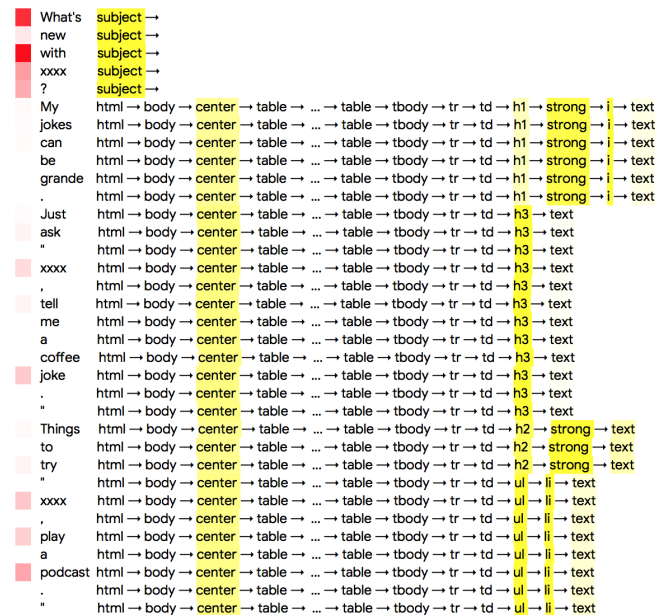 What's subject →
new subject →
with subject →
xxxx subject →
? subject →
My html → body → center → table → ... → table → tbody → tr → td → h1 → strong → i → text
jokes html → body → center → table → ... → table → tbody → tr → td → h1 → strong → i → text
can html → body → center → table → ... → table → tbody → tr → td → h1 → strong → i → text
be html → body → center → table → ... → table → tbody → tr → td → h1 → strong → i → text
grande html → body → center → table → ... → table → tbody → tr → td → h1 → strong → i → text
. html → body → center → table → ... → table → tbody → tr → td → h1 → strong → i → text
Just html → body → center → table → ... → table → tbody → tr → td → h3 → text
ask html → body → center → table → ... → table → tbody → tr → td → h3 → text
" html → body → center → table → ... → table → tbody → tr → td → h3 → text
xxxx html → body → center → table → ... → table → tbody → tr → td → h3 → text
, html → body → center → table → ... → table → tbody → tr → td → h3 → text
tell html → body → center → table → ... → table → tbody → tr → td → h3 → text
me html → body → center → table → ... → table → tbody → tr → td → h3 → text
a html → body → center → table → ... → table → tbody → tr → td → h3 → text
coffee html → body → center → table → ... → table → tbody → tr → td → h3 → text
joke html → body → center → table → ... → table → tbody → tr → td → h3 → text
. html → body → center → table → ... → table → tbody → tr → td → h3 → text
" html → body → center → table → ... → table → tbody → tr → td → h3 → text
Things html → body → center → table → ... → table → tbody → tr → td → h2 → strong → text
to html → body → center → table → ... → table → tbody → tr → td → h2 → strong → text
try html → body → center → table → ... → table → tbody → tr → td → h2 → strong → text
" html → body → center → table → ... → table → tbody → tr → td → ul → li → text
xxxx html → body → center → table → ... → table → tbody → tr → td → ul → li → text
, html → body → center → table → ... → table → tbody → tr → td → ul → li → text
play html → body → center → table → ... → table → tbody → tr → td → ul → li → text
a html → body → center → table → ... → table → tbody → tr → td → ul → li → text
podcast html → body → center → table → ... → table → tbody → tr → td → ul → li → text
. html → body → center → table → ... → table → tbody → tr → td → ul → li → text
" html → body → center → table → ... → table → tbody → tr → td → ul → li → text